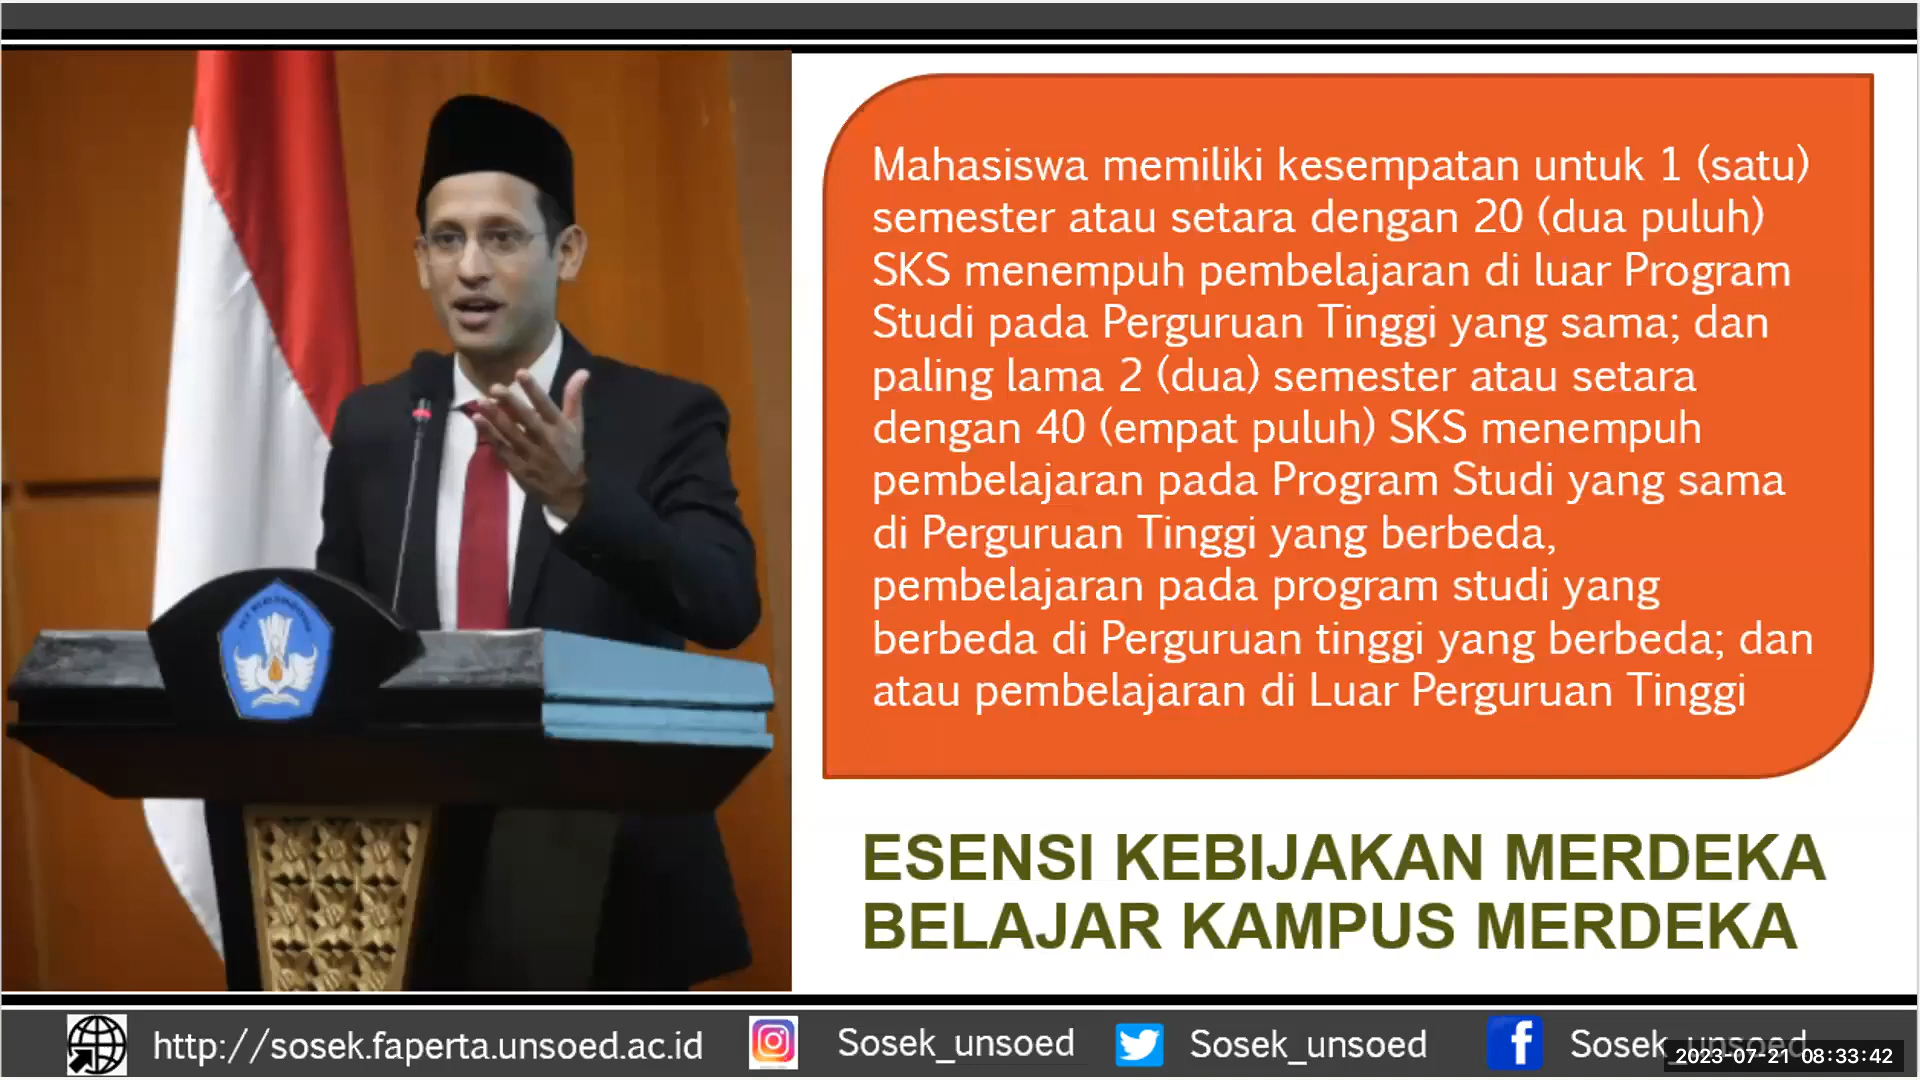 Mahasiswa memiliki kesempatan untuk 1 (satu)
semester atau setara dengan 20 (dua puluh)
SKS menempuh pembelajaran di luar Program
Studi pada Perguruan Tinggi yang sama; dan
paling lama 2 (dua) semester atau setara
dengan 40 (empat puluh) SKS menempuh
pembelajaran pada Program Studi yang sama
di Perguruan Tinggi yang berbeda,
pembelajaran pada program studi yang
berbeda di Perguruan tinggi yang berbeda; dan
atau pembelajaran di Luar Perguruan Tinggi
ESENSI KEBIJAKAN MERDEKA
BELAJAR KAMPUS MERDEKA
http://sosek.faperta.unsoed.ac.id
Sosek_unsoed
Sosek_unsoed
Sosek_unsoed
2023-07-21 08:33:42